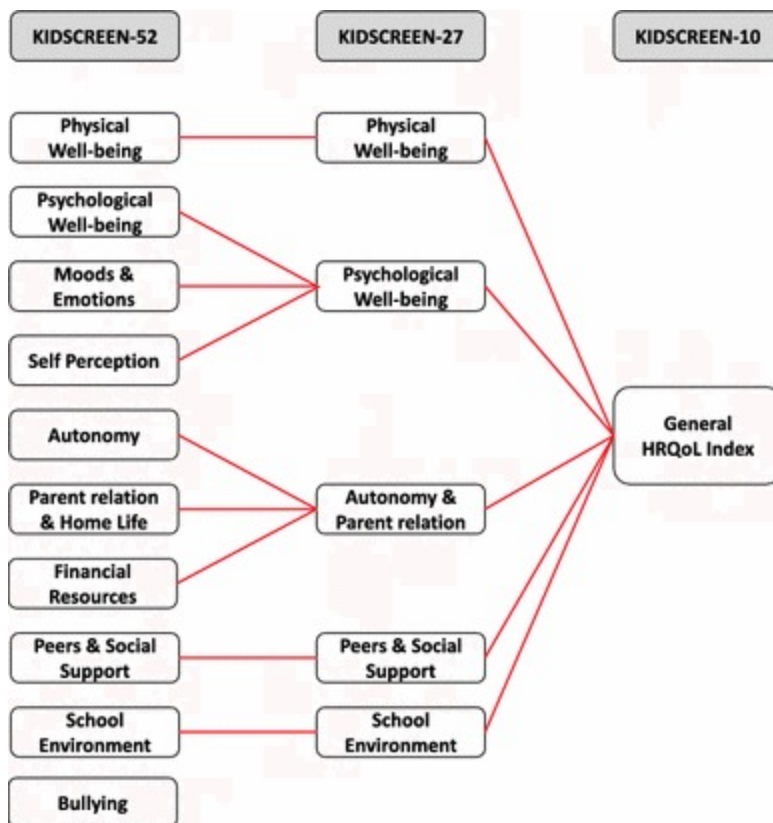 KIDSCREEN-52
KIDSCREEN-27
KIDSCREEN-10
Physical
Well-being
Physical
Well-being
Psychological
Well-being
Moods &
Emotions
Psychological
Well-being
Self Perception
General
HRQoL Index
Autonomy
Parent relation
& Home Life
Autonomy &
Parent relation
Financial
Resources
Peers & Social
Support
Peers & Social
Support
School
Environment
School
Environment
Bullying